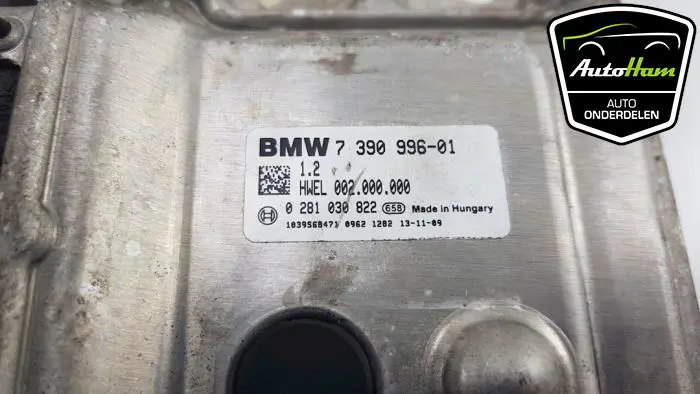 AutoHam
AUTO
ONDERDELEN
BMW 7 390 996-01
1.2
HWEL 002.000.000
0 281 030 822 658 Made in Hungary
1039S68471 0962 1282 13-11-09